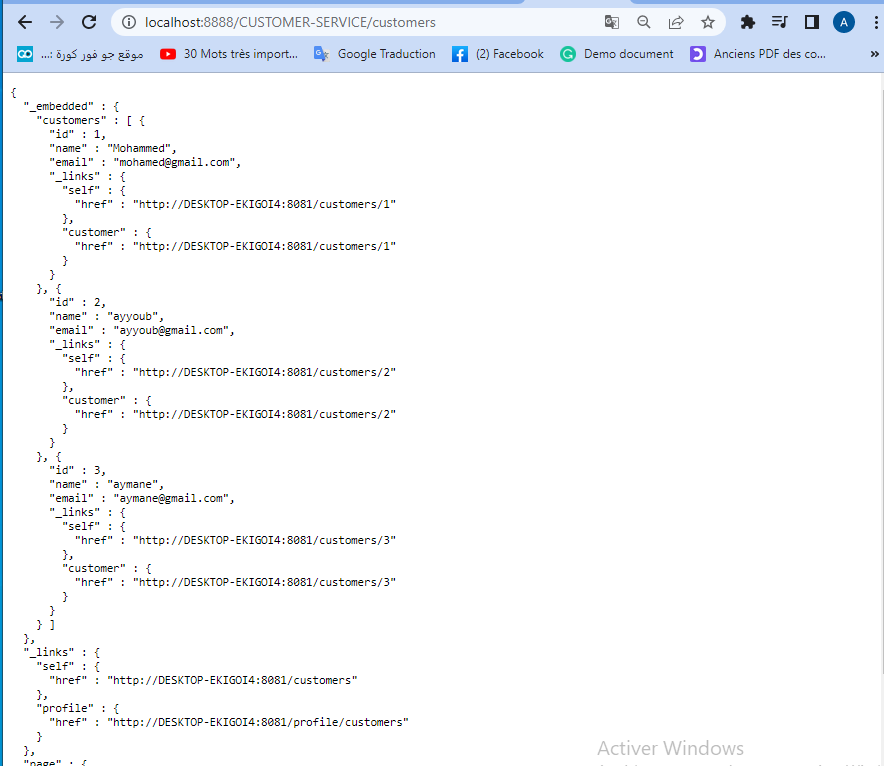 localhost:8888/CUSTOMER-SERVICE/customers
A
موقع جو فور كورة :...
30 Mots très import...
Google Traduction
(2) Facebook
Demo document
Anciens PDF des co...
»
{
  "_embedded" : {
    "customers" : [ {
      "id" : 1,
      "name" : "Mohammed",
      "email" : "mohamed@gmail.com",
      "_links" : {
        "self" : {
          "href" : "http://DESKTOP-EKIGOI4:8081/customers/1"
        },
        "customer" : {
          "href" : "http://DESKTOP-EKIGOI4:8081/customers/1"
        }
      }
    }, {
      "id" : 2,
      "name" : "ayyoub",
      "email" : "ayyoub@gmail.com",
      "_links" : {
        "self" : {
          "href" : "http://DESKTOP-EKIGOI4:8081/customers/2"
        },
        "customer" : {
          "href" : "http://DESKTOP-EKIGOI4:8081/customers/2"
        }
      }
    }, {
      "id" : 3,
      "name" : "aymane",
      "email" : "aymane@gmail.com",
      "_links" : {
        "self" : {
          "href" : "http://DESKTOP-EKIGOI4:8081/customers/3"
        },
        "customer" : {
          "href" : "http://DESKTOP-EKIGOI4:8081/customers/3"
        }
      }
    } ]
  },
  "_links" : {
    "self" : {
      "href" : "http://DESKTOP-EKIGOI4:8081/customers"
    },
    "profile" : {
      "href" : "http://DESKTOP-EKIGOI4:8081/profile/customers"
    }
  },
  "page" : {
Activer Windows